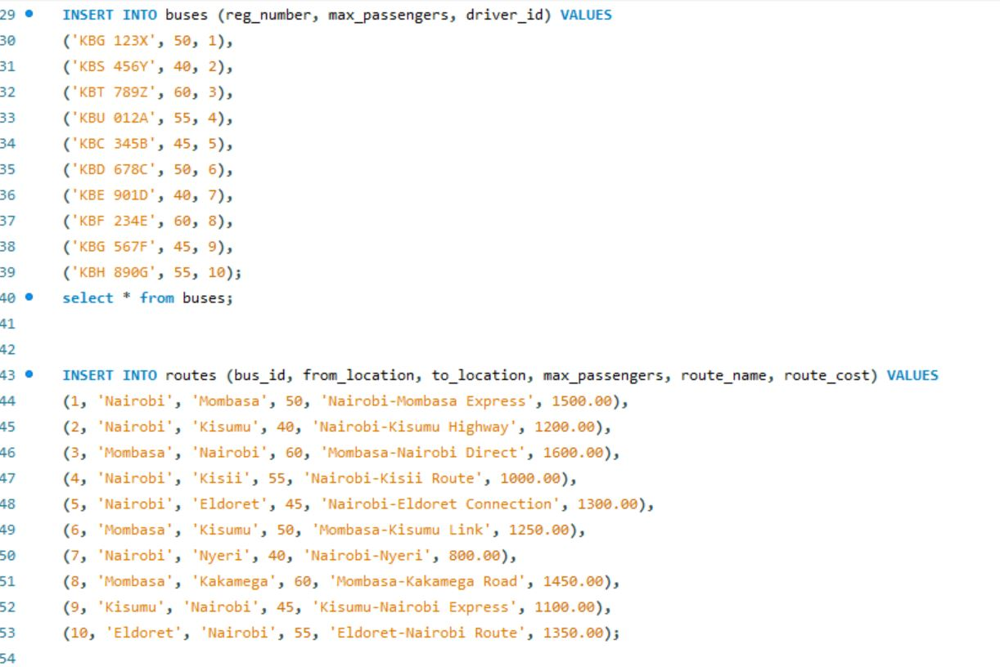 29 INSERT INTO buses (reg_number, max_passengers, driver_id) VALUES
30 ('KBG 123X', 50, 1),
31 ('KBS 456Y', 40, 2),
32 ('KBT 789Z', 60, 3),
33 ('KBU 012A', 55, 4),
34 ('KBC 345B', 45, 5),
35 ('KBD 678C', 50, 6),
36 ('KBE 901D', 40, 7),
37 ('KBF 234E', 60, 8),
38 ('KBG 567F', 45, 9),
39 ('KBH 890G', 55, 10);
40 select * from buses;
41
42
43 INSERT INTO routes (bus_id, from_location, to_location, max_passengers, route_name, route_cost) VALUES
44 (1, 'Nairobi', 'Mombasa', 50, 'Nairobi-Mombasa Express', 1500.00),
45 (2, 'Nairobi', 'Kisumu', 40, 'Nairobi-Kisumu Highway', 1200.00),
46 (3, 'Mombasa', 'Nairobi', 60, 'Mombasa-Nairobi Direct', 1600.00),
47 (4, 'Nairobi', 'Kisii', 55, 'Nairobi-Kisii Route', 1000.00),
48 (5, 'Nairobi', 'Eldoret', 45, 'Nairobi-Eldoret Connection', 1300.00),
49 (6, 'Mombasa', 'Kisumu', 50, 'Mombasa-Kisumu Link', 1250.00),
50 (7, 'Nairobi', 'Nyeri', 40, 'Nairobi-Nyeri', 800.00),
51 (8, 'Mombasa', 'Kakamega', 60, 'Mombasa-Kakamega Road', 1450.00),
52 (9, 'Kisumu', 'Nairobi', 45, 'Kisumu-Nairobi Express', 1100.00),
53 (10, 'Eldoret', 'Nairobi', 55, 'Eldoret-Nairobi Route', 1350.00);
54